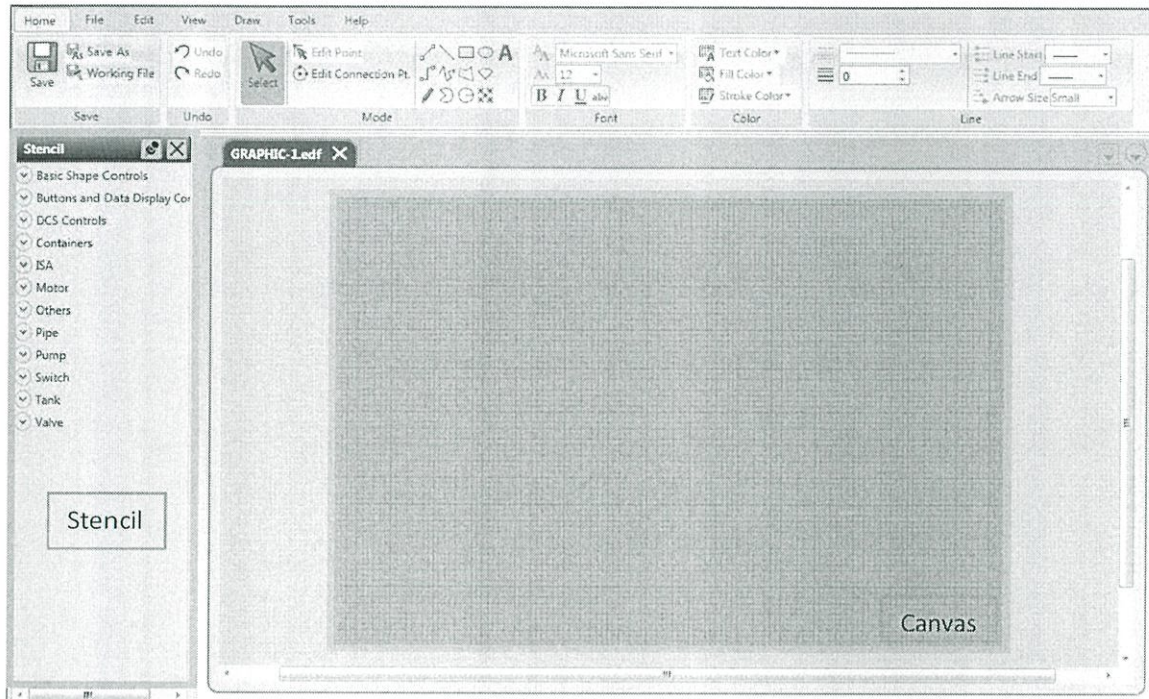 Home File Edit View Draw Tools Help
Save
Save As
Working File
Undo
Redo
Select
Edit Point
Edit Connection Pt.
A
Microsoft Sans Serif
12
B I U abc
Text Color
Fill Color
Stroke Color
0
Line Start
Line End
Arrow Size Small
Save Undo Mode Font Color Line
Stencil
GRAPHIC-1.edf
Basic Shape Controls
Buttons and Data Display Cor
DCS Controls
Containers
ISA
Motor
Others
Pipe
Pump
Switch
Tank
Valve
Stencil
Canvas